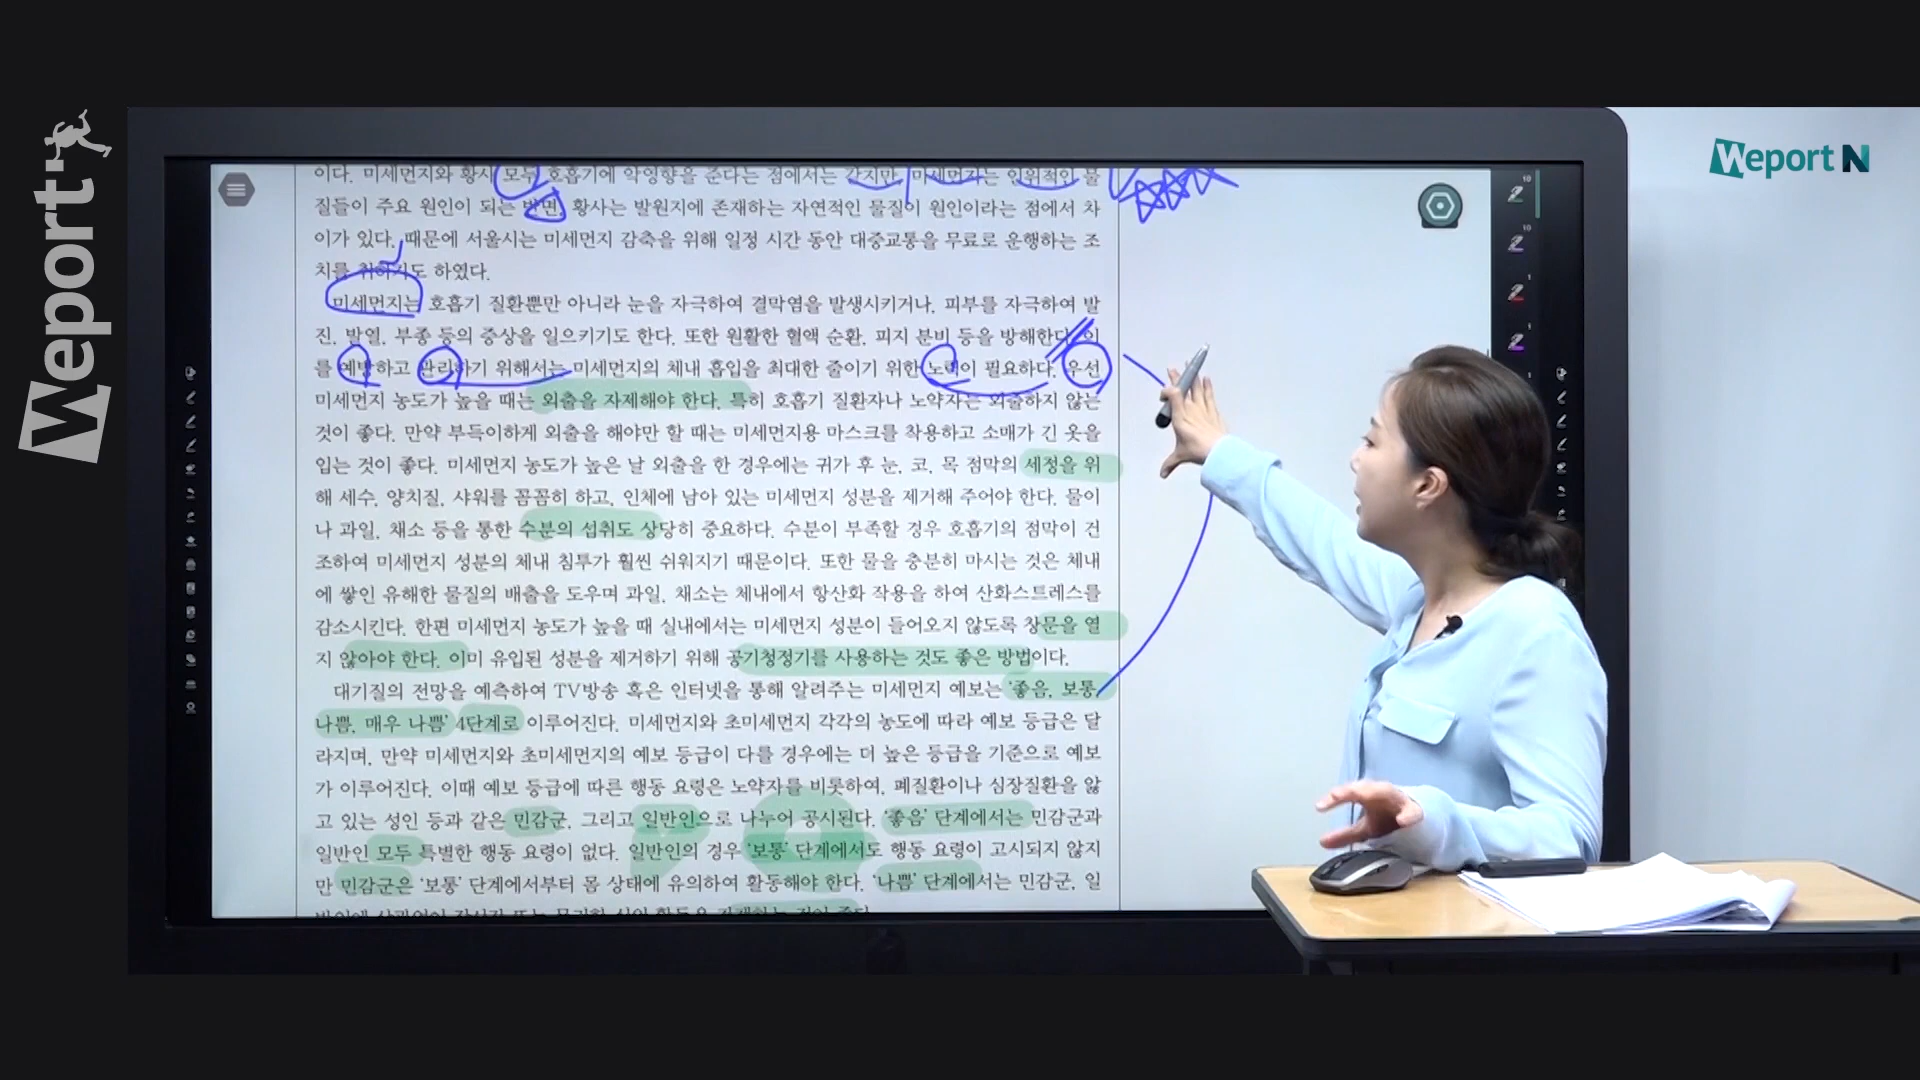 Weport
Weport N
이다. 미세먼지와 황사 모두 호흡기에 악영향을 준다는 점에서는 같지만, 미세먼지는 인위적인 물
질들이 주요 원인이 되는 반면, 황사는 발원지에 존재하는 자연적인 물질이 원인이라는 점에서 차
이가 있다. 때문에 서울시는 미세먼지 감축을 위해 일정 시간 동안 대중교통을 무료로 운행하는 조
치를 취하기도 하였다.
미세먼지는 호흡기 질환뿐만 아니라 눈을 자극하여 결막염을 발생시키거나, 피부를 자극하여 발
진, 발열, 부종 등의 증상을 일으키기도 한다. 또한 원활한 혈액 순환, 피지 분비 등을 방해한다. 이
를 예방하고 관리하기 위해서는 미세먼지의 체내 흡입을 최대한 줄이기 위한 노력이 필요하다. 우선
미세먼지 농도가 높을 때는 외출을 자제해야 한다. 특히 호흡기 질환자나 노약자는 외출하지 않는
것이 좋다. 만약 부득이하게 외출을 해야만 할 때는 미세먼지용 마스크를 착용하고 소매가 긴 옷을
입는 것이 좋다. 미세먼지 농도가 높은 날 외출을 한 경우에는 귀가 후 눈, 코, 목 점막의 세정을 위
해 세수, 양치질, 샤워를 꼼꼼히 하고, 인체에 남아 있는 미세먼지 성분을 제거해 주어야 한다. 물이
나 과일, 채소 등을 통한 수분의 섭취도 상당히 중요하다. 수분이 부족할 경우 호흡기의 점막이 건
조하여 미세먼지 성분의 체내 침투가 훨씬 쉬워지기 때문이다. 또한 물을 충분히 마시는 것은 체내
에 쌓인 유해한 물질의 배출을 도우며 과일, 채소는 체내에서 항산화 작용을 하여 산화스트레스를
감소시킨다. 한편 미세먼지 농도가 높을 때 실내에서는 미세먼지 성분이 들어오지 않도록 창문을 열
지 않아야 한다. 이미 유입된 성분을 제거하기 위해 공기청정기를 사용하는 것도 좋은 방법이다.
대기질의 전망을 예측하여 TV방송 혹은 인터넷을 통해 알려주는 미세먼지 예보는 '좋음, 보통,
나쁨, 매우 나쁨' 4단계로 이루어진다. 미세먼지와 초미세먼지 각각의 농도에 따라 예보 등급은 달
라지며, 만약 미세먼지와 초미세먼지의 예보 등급이 다를 경우에는 더 높은 등급을 기준으로 예보
가 이루어진다. 이때 예보 등급에 따른 행동 요령은 노약자를 비롯하여, 폐질환이나 심장질환을 앓
고 있는 성인 등과 같은 민감군, 그리고 일반인으로 나누어 공시된다. '좋음' 단계에서는 민감군과
일반인 모두 특별한 행동 요령이 없다. 일반인의 경우 '보통' 단계에서도 행동 요령이 고시되지 않지
만 민감군은 '보통' 단계에서부터 몸 상태에 유의하여 활동해야 한다. '나쁨' 단계에서는 민감군, 일